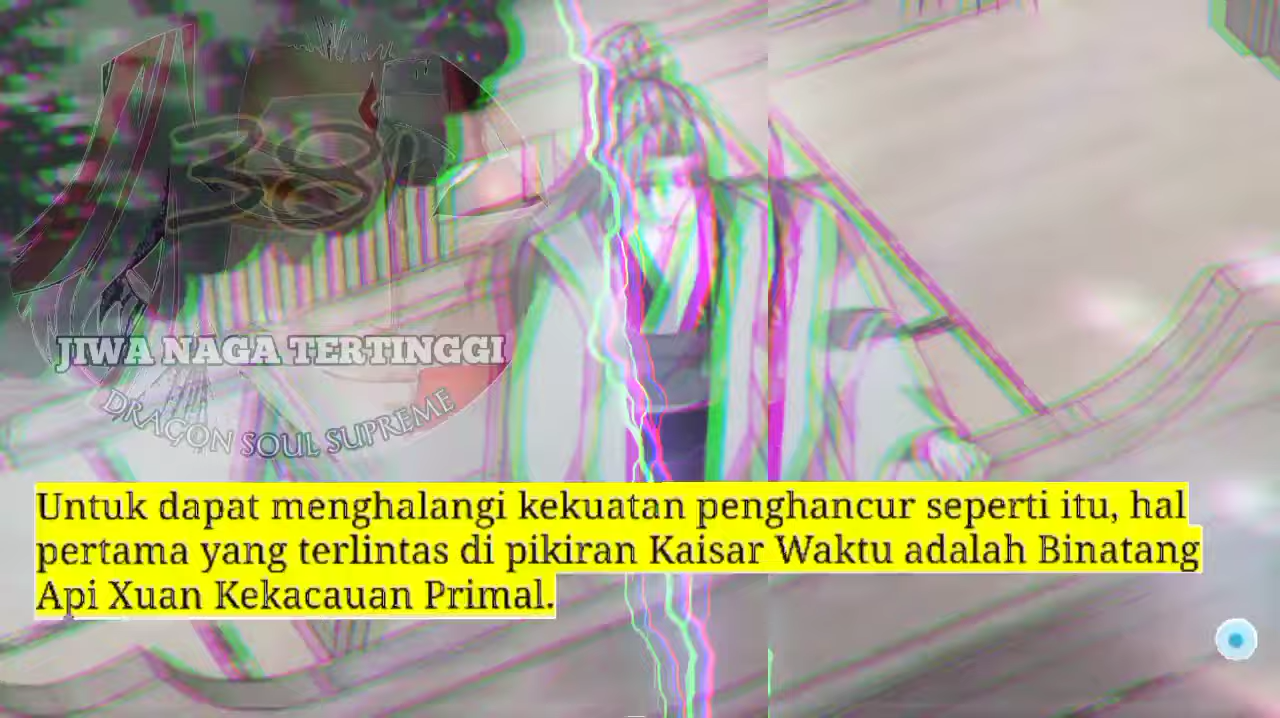 38
JIWA NAGA TERTINGGI
DRAGON SOUL SUPREME
Untuk dapat menghalangi kekuatan penghancur seperti itu, hal
pertama yang terlintas di pikiran Kaisar Waktu adalah Binatang
Api Xuan Kekacauan Primal.